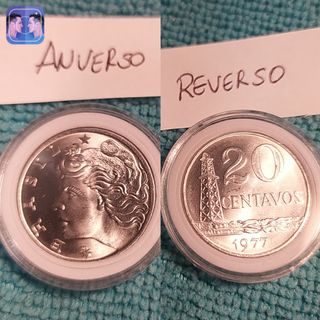 ANVERSO
REVERSO
BRASIL
20
CENTAVOS
1977